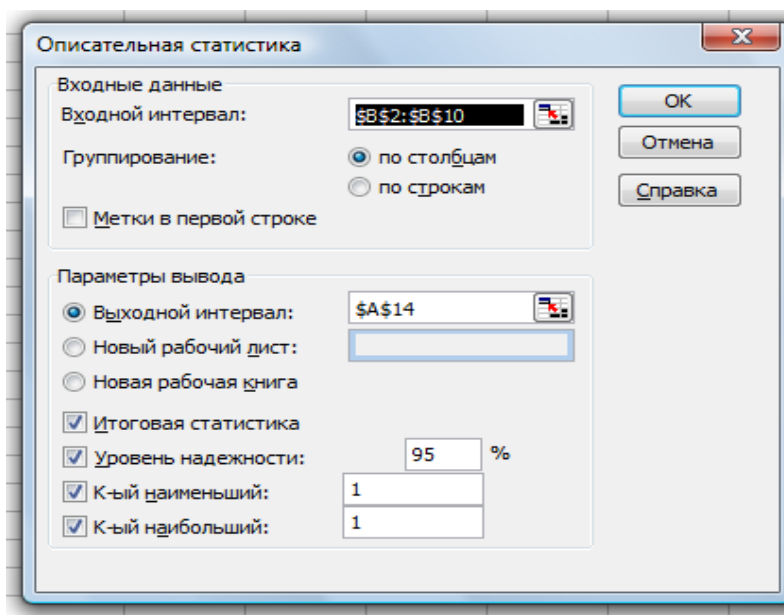 Описательная статистика
Входные данные
Входной интервал: $B$2:$B$10
Группирование: по столбцам
по строкам
Метки в первой строке
OK
Отмена
Справка
Параметры вывода
Выходной интервал: $A$14
Новый рабочий лист:
Новая рабочая книга
Итоговая статистика
Уровень надежности: 95 %
К-ый наименьший: 1
К-ый наибольший: 1